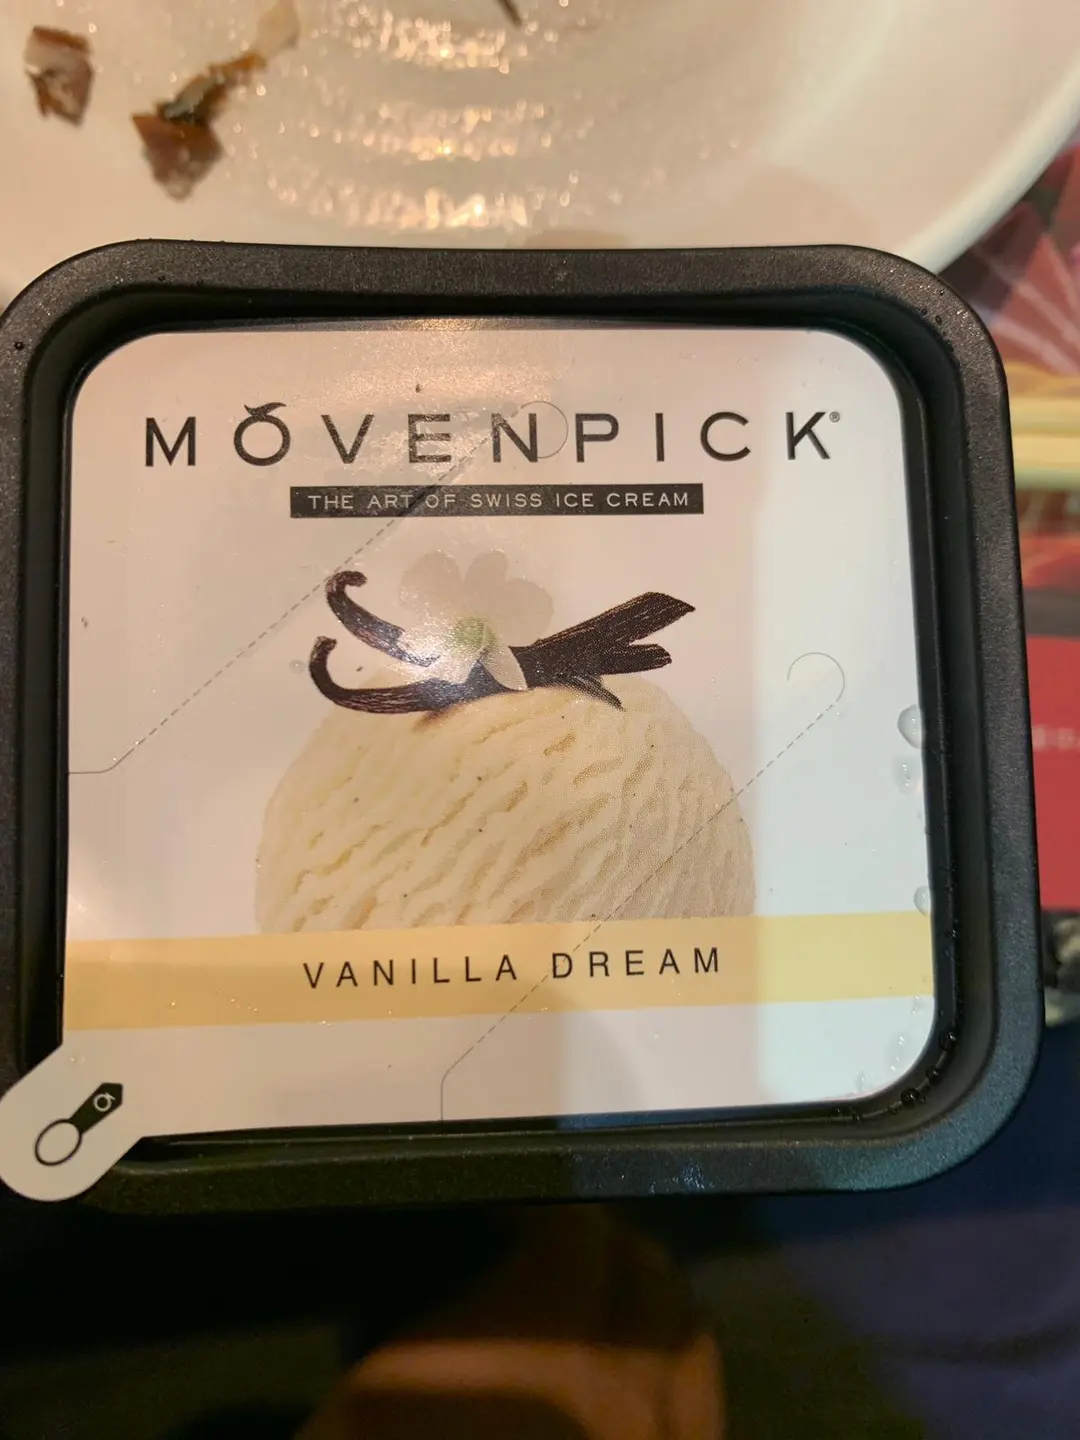 MÖVENPICK®
THE ART OF SWISS ICE CREAM
VANILLA DREAM